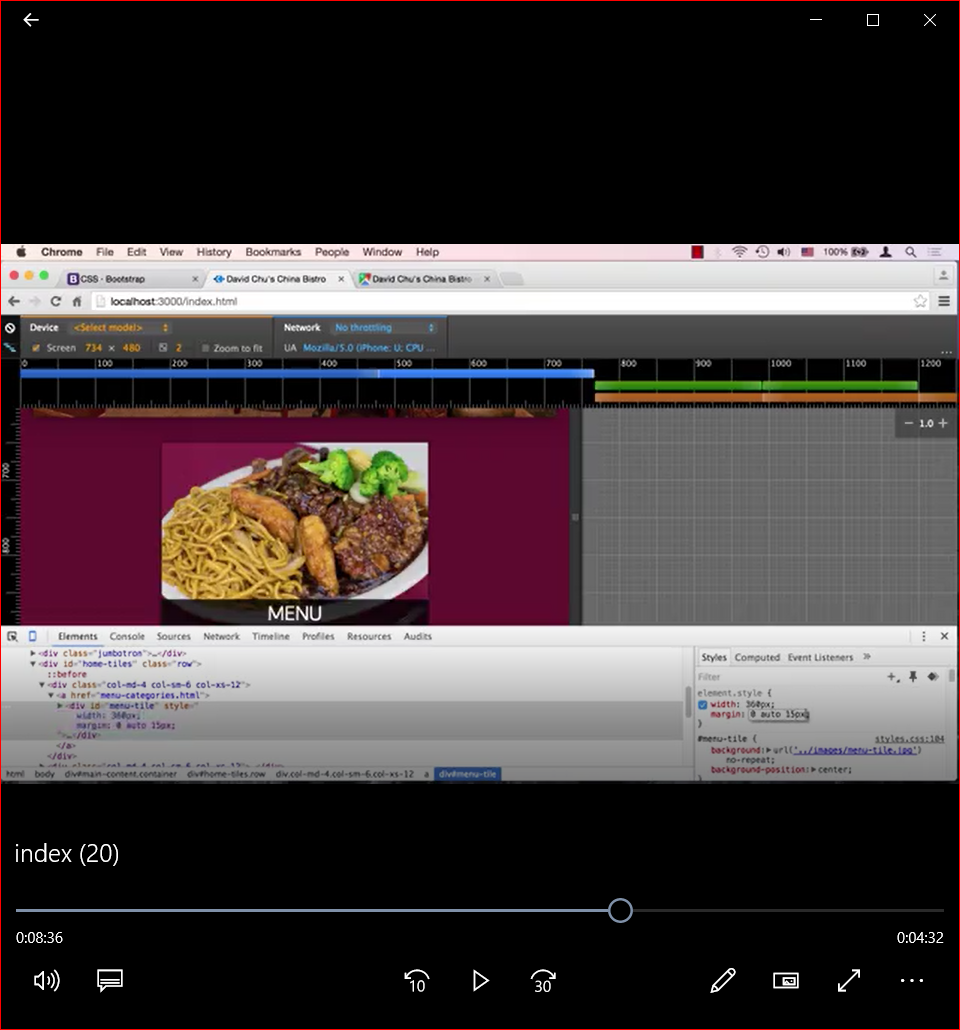 Chrome File Edit View History Bookmarks People Window Help 100%
CSS · Bootstrap × David Chu's China Bistro × David Chu's China Bistro ×
localhost:3000/index.html
Device <Select model> Network No throttling
Screen 734 × 480 2 Zoom to fit UA Mozilla/5.0 (iPhone; U; CPU ...
0 100 200 300 400 500 600 700 800 900 1000 1100 1200
− 1.0 +
700
800
MENU
Elements Console Sources Network Timeline Profiles Resources Audits
▶<div class="jumbotron">…</div>
▼<div id="home-tiles" class="row">
::before
▼<div class="col-md-4 col-sm-6 col-xs-12">
▼<a href="menu-categories.html">
▶<div id="menu-tile" style="
width: 360px;
margin: 0 auto 15px;
">…</div>
</a>
</div>
▶<div class="col-md-4 col-sm-6 col-xs-12">…</div>
html body div#main-content.container div#home-tiles.row div.col-md-4.col-sm-6.col-xs-12 a div#menu-tile
Styles Computed Event Listeners »
Filter
element.style {
width: 360px;
margin: 0 auto 15px;
}
#menu-tile { styles.css:104
background:▶url('../images/menu-tile.jpg')
no-repeat;
background-position:▶center;
index (20)
0:08:36 0:04:32
10 30